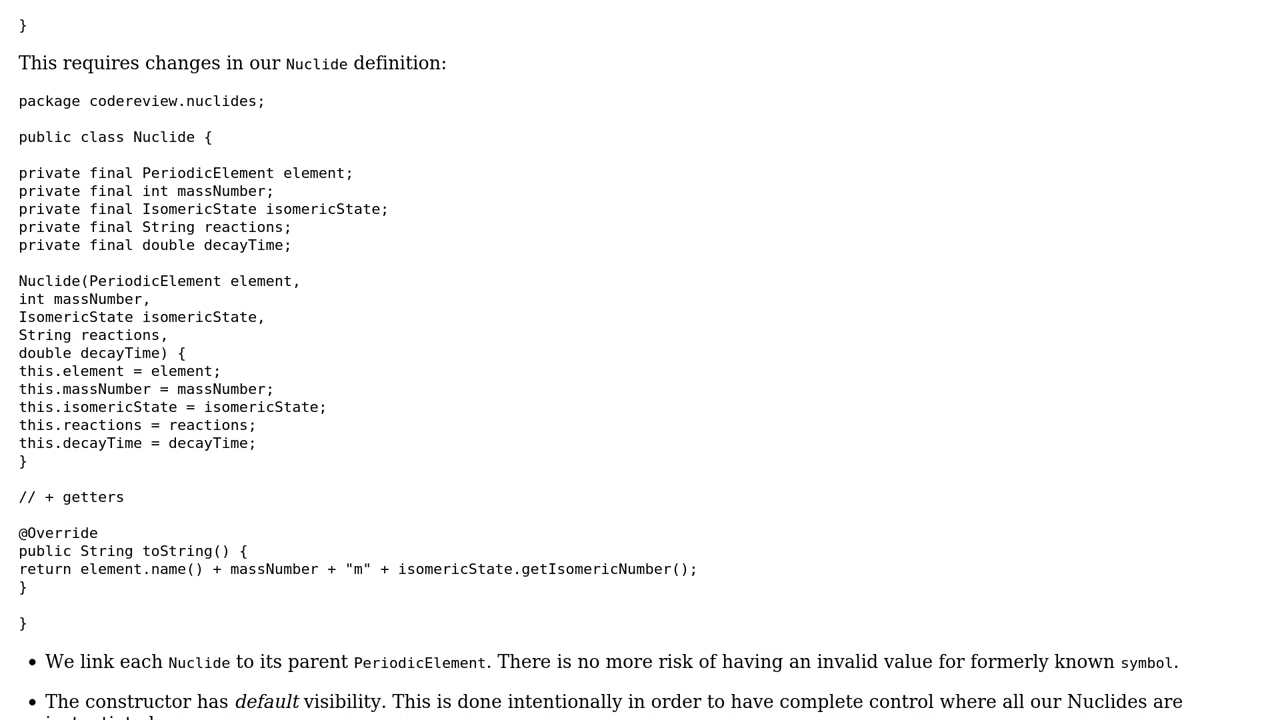 }
This requires changes in our Nuclide definition:
package codereview.nuclides;
public class Nuclide {
private final PeriodicElement element;
private final int massNumber;
private final IsomericState isomericState;
private final String reactions;
private final double decayTime;
Nuclide(PeriodicElement element,
int massNumber,
IsomericState isomericState,
String reactions,
double decayTime) {
this.element = element;
this.massNumber = massNumber;
this.isomericState = isomericState;
this.reactions = reactions;
this.decayTime = decayTime;
}
// + getters
@Override
public String toString() {
return element.name() + massNumber + "m" + isomericState.getIsomericNumber();
}
}
• We link each Nuclide to its parent PeriodicElement. There is no more risk of having an invalid value for formerly known symbol.
• The constructor has default visibility. This is done intentionally in order to have complete control where all our Nuclides are